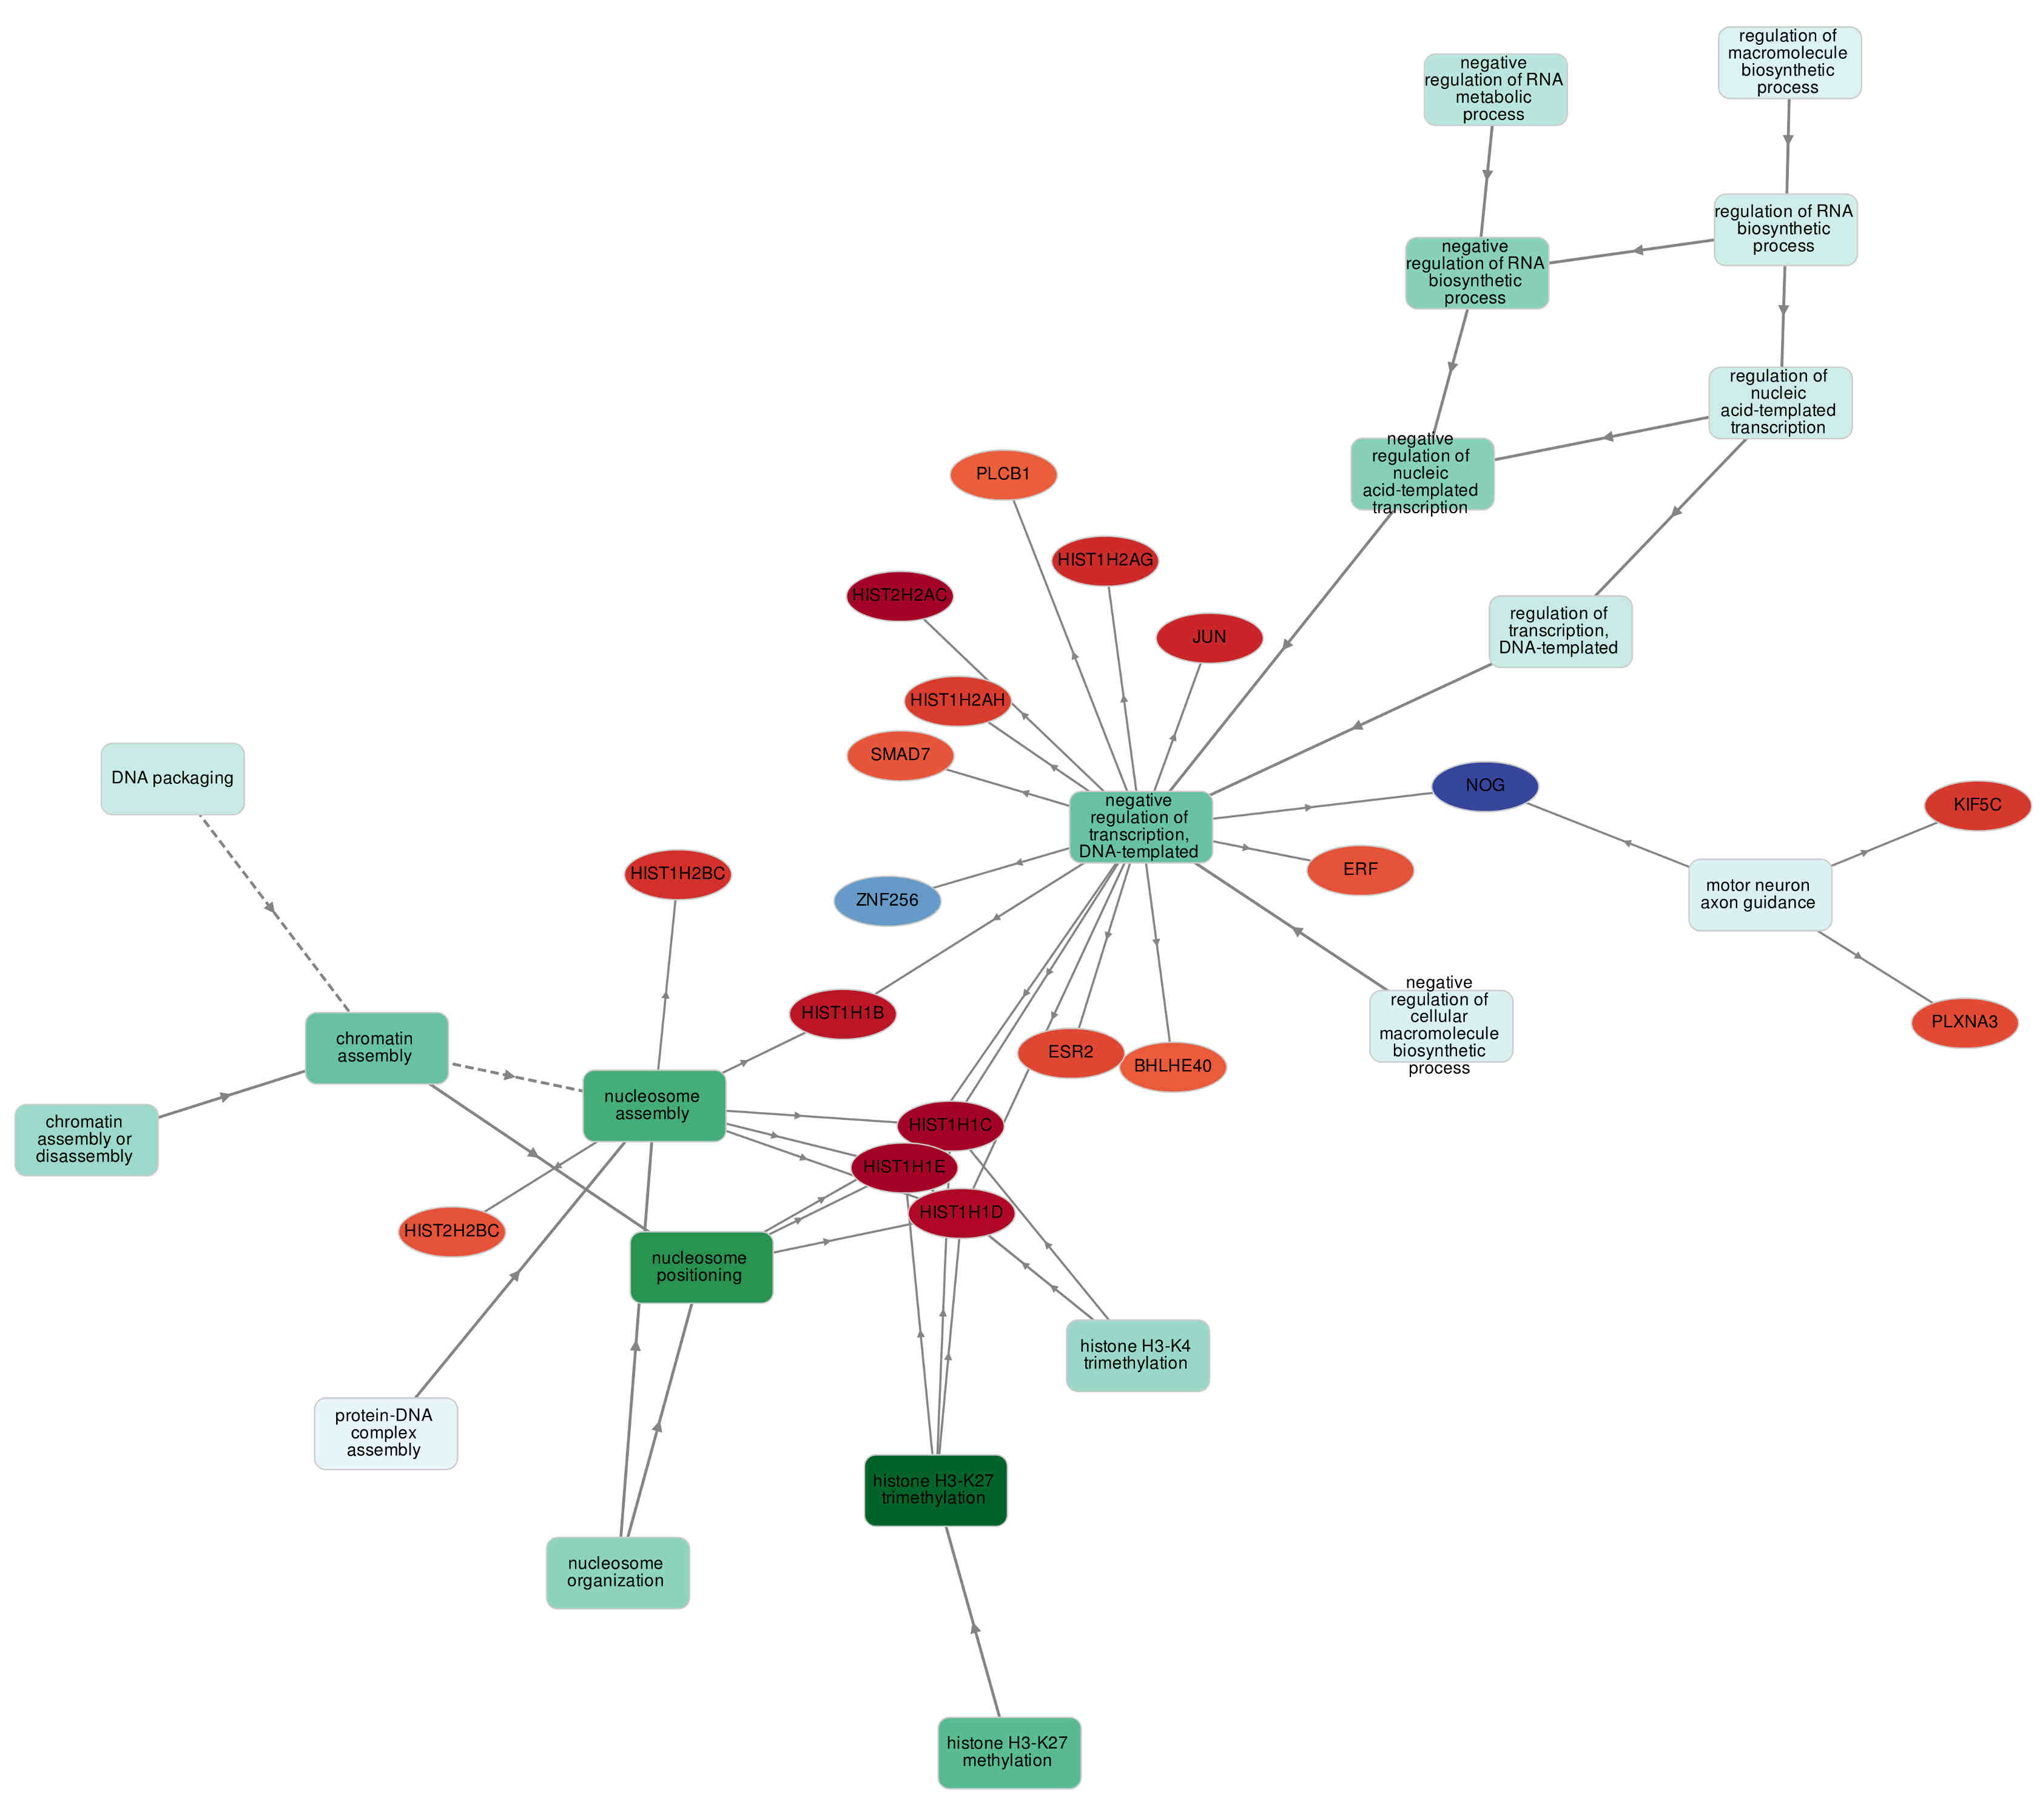 regulation of
macromolecule
biosynthetic
process
negative
regulation of RNA
metabolic
process
regulation of RNA
biosynthetic
process
negative
regulation of RNA
biosynthetic
process
regulation of
nucleic
acid-templated
transcription
negative
regulation of
nucleic
acid-templated
transcription
PLCB1
HIST1H2AG
HIST2H2AC
JUN
regulation of
transcription,
DNA-templated
HIST1H2AH
SMAD7
DNA packaging
negative
regulation of
transcription,
DNA-templated
NOG
KIF5C
HIST1H2BC
ERF
motor neuron
axon guidance
ZNF256
HIST1H1B
PLXNA3
negative
regulation of
cellular
macromolecule
biosynthetic
process
chromatin
assembly
ESR2
BHLHE40
nucleosome
assembly
HIST1H1C
chromatin
assembly or
disassembly
HIST1H1E
HIST1H1D
HIST2H2BC
nucleosome
positioning
histone H3-K4
trimethylation
protein-DNA
complex
assembly
histone H3-K27
trimethylation
nucleosome
organization
histone H3-K27
methylation